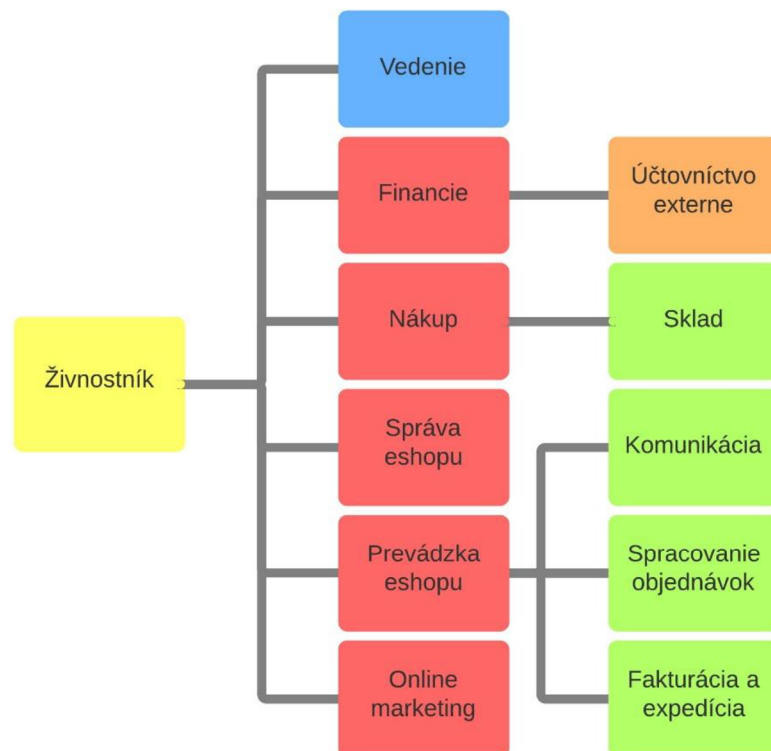 Vedenie
Financie
Účtovníctvo
externe
Nákup
Sklad
Živnostník
Správa
eshopu
Komunikácia
Prevádzka
eshopu
Spracovanie
objednávok
Online
marketing
Fakturácia a
expedícia